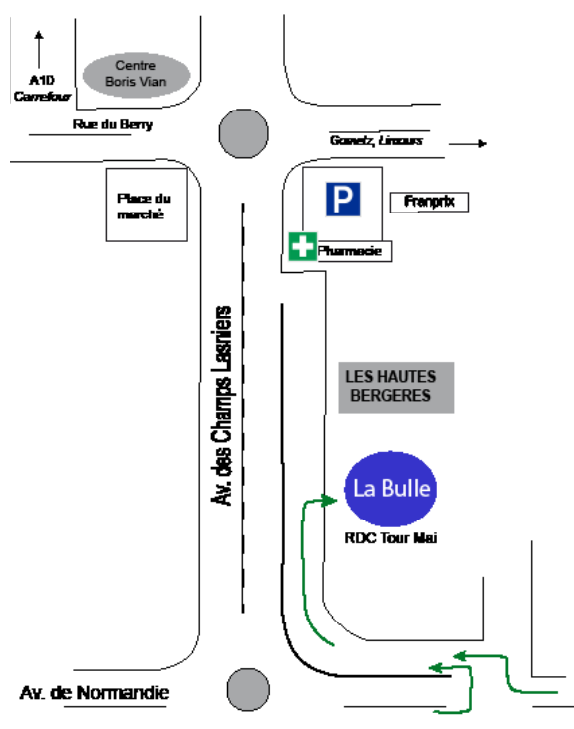 Centre
Boris Vian
A10
Carrefour
Rue du Berry
Gometz, Limours
Place du
marché
P
Franprix
Pharmacie
Av. des Champs Lasniers
LES HAUTES
BERGERES
La Bulle
RDC Tour Mai
Av. de Normandie